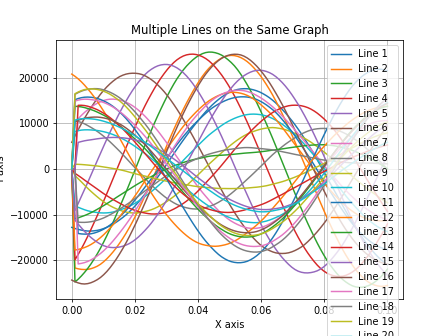 Multiple Lines on the Same Graph
20000
10000
0
−10000
−20000
0.00
0.02
0.04
0.06
X axis
axis
Line 1
Line 2
Line 3
Line 4
Line 5
Line 6
Line 7
Line 8
Line 9
Line 10
Line 11
Line 12
Line 13
Line 14
Line 15
Line 16
Line 17
Line 18
Line 19
Line 20